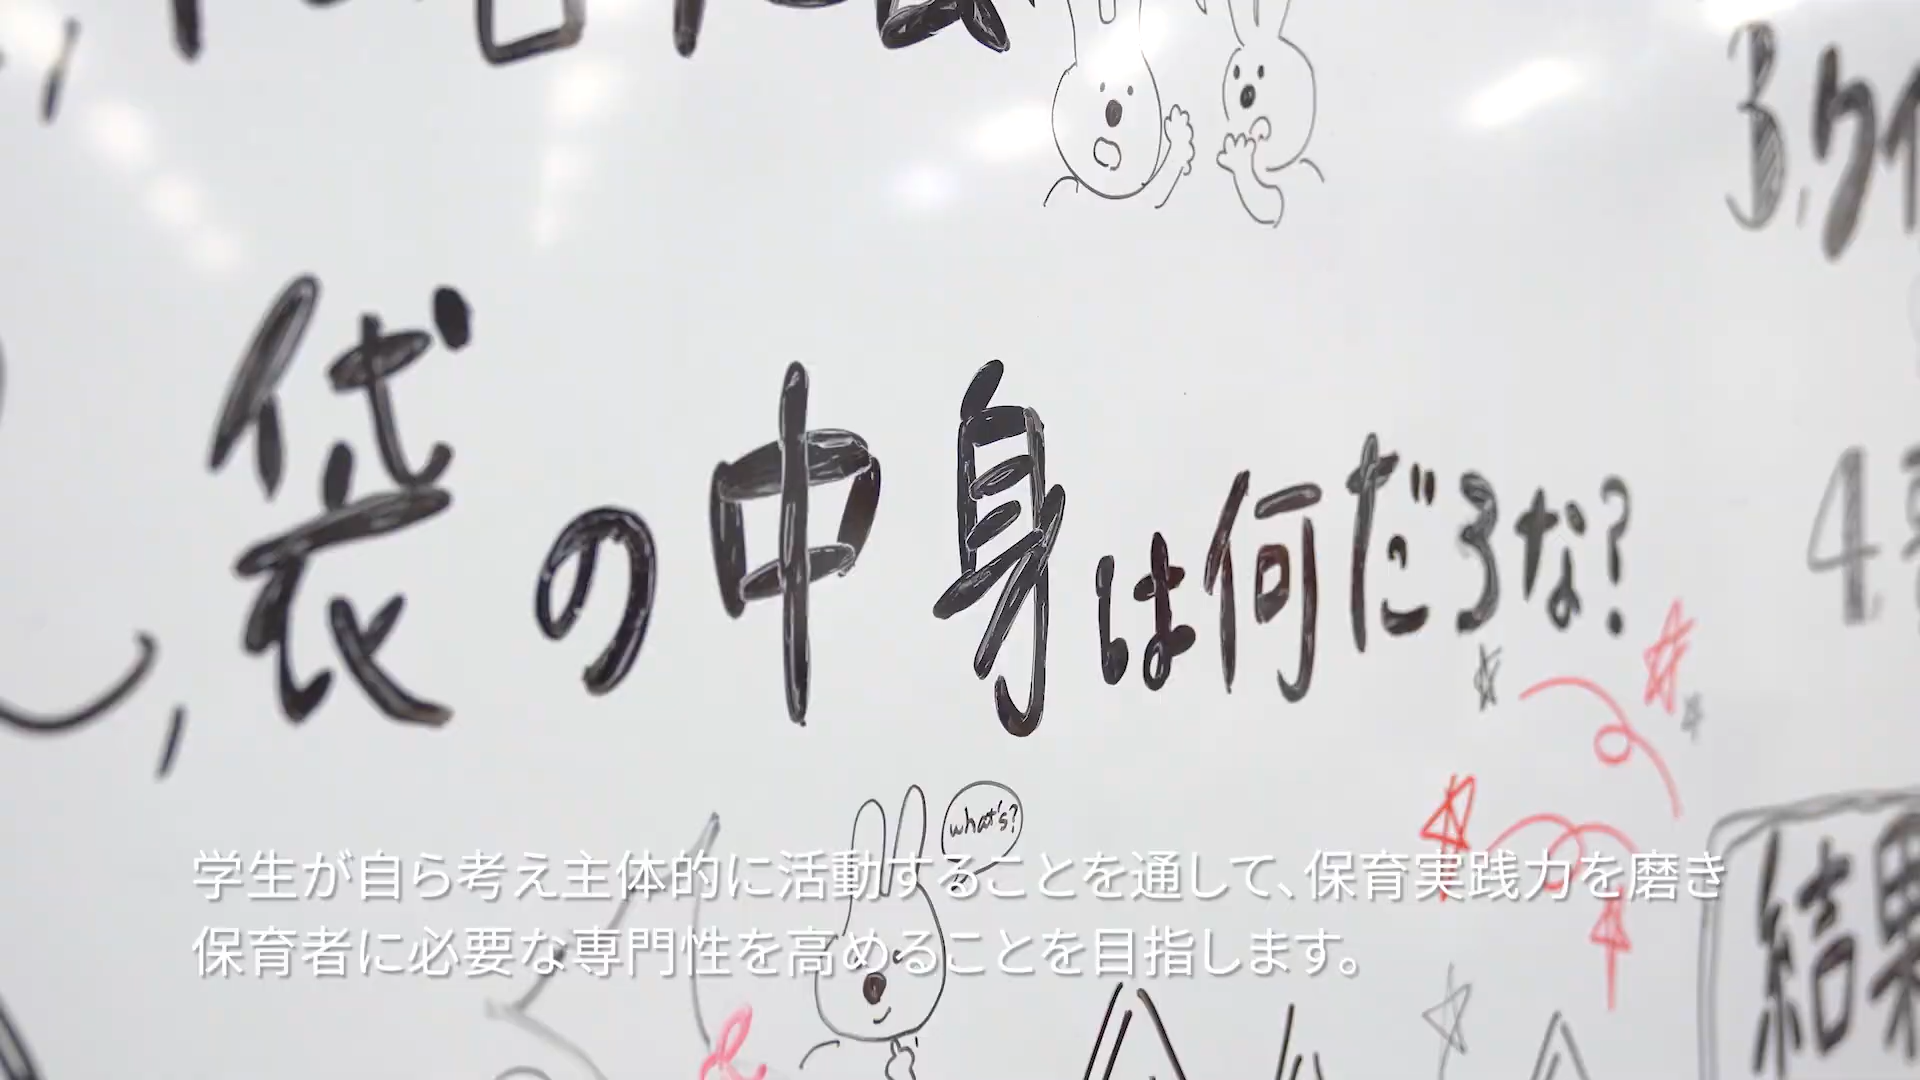 袋の中身は何だろな?
what's?
結果
学生が自ら考え主体的に活動することを通して、保育実践力を磨き
保育者に必要な専門性を高めることを目指します。